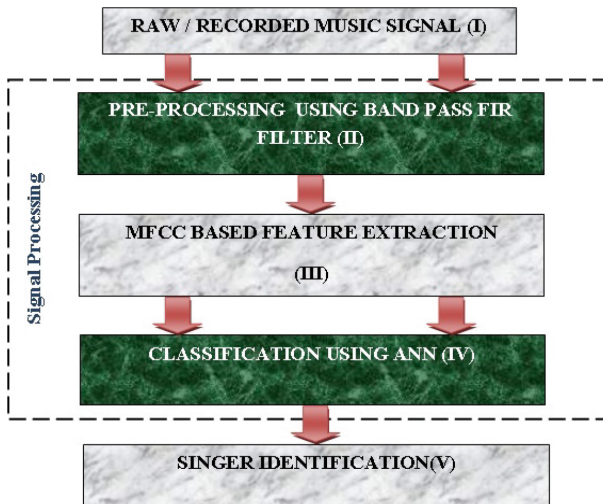 RAW / RECORDED MUSIC SIGNAL (I)
PRE-PROCESSING USING BAND PASS FIR
FILTER (II)
Signal Processing
MFCC BASED FEATURE EXTRACTION
(III)
CLASSIFICATION USING ANN (IV)
SINGER IDENTIFICATION(V)